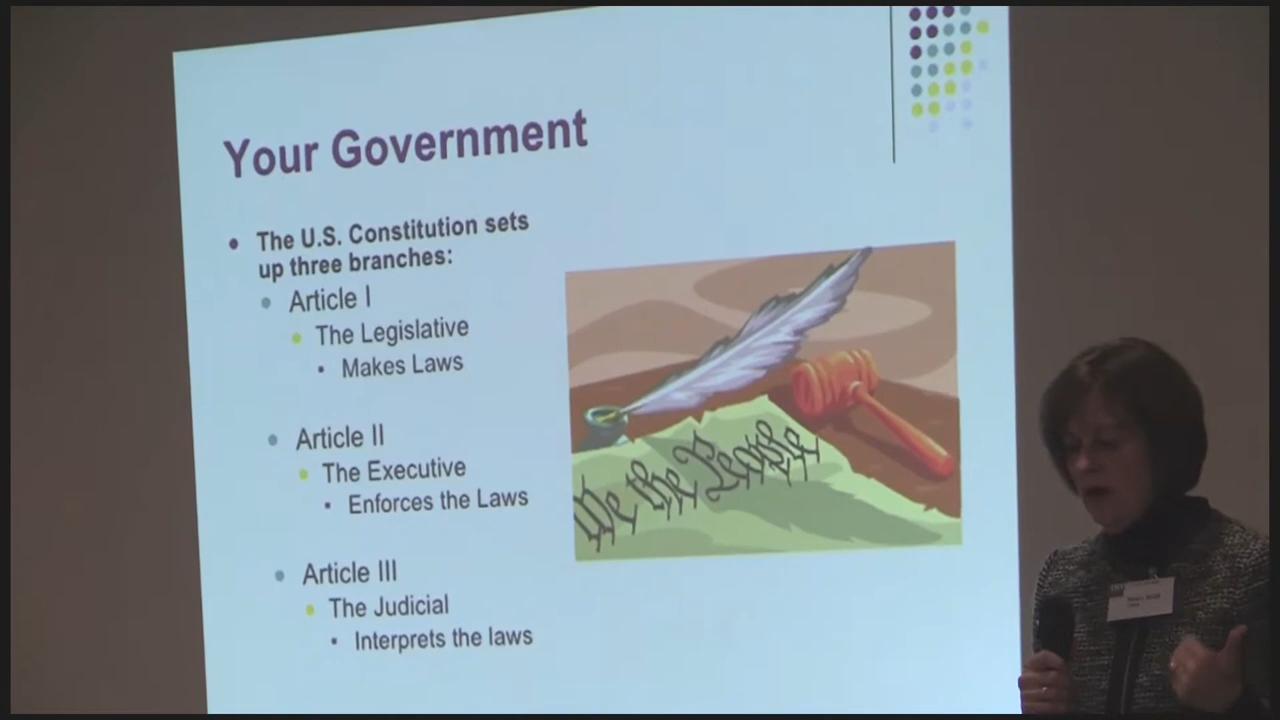 Your Government
The U.S. Constitution sets
up three branches:
Article I
The Legislative
Makes Laws
Article II
The Executive
Enforces the Laws
Article III
The Judicial
Interprets the laws
We the People